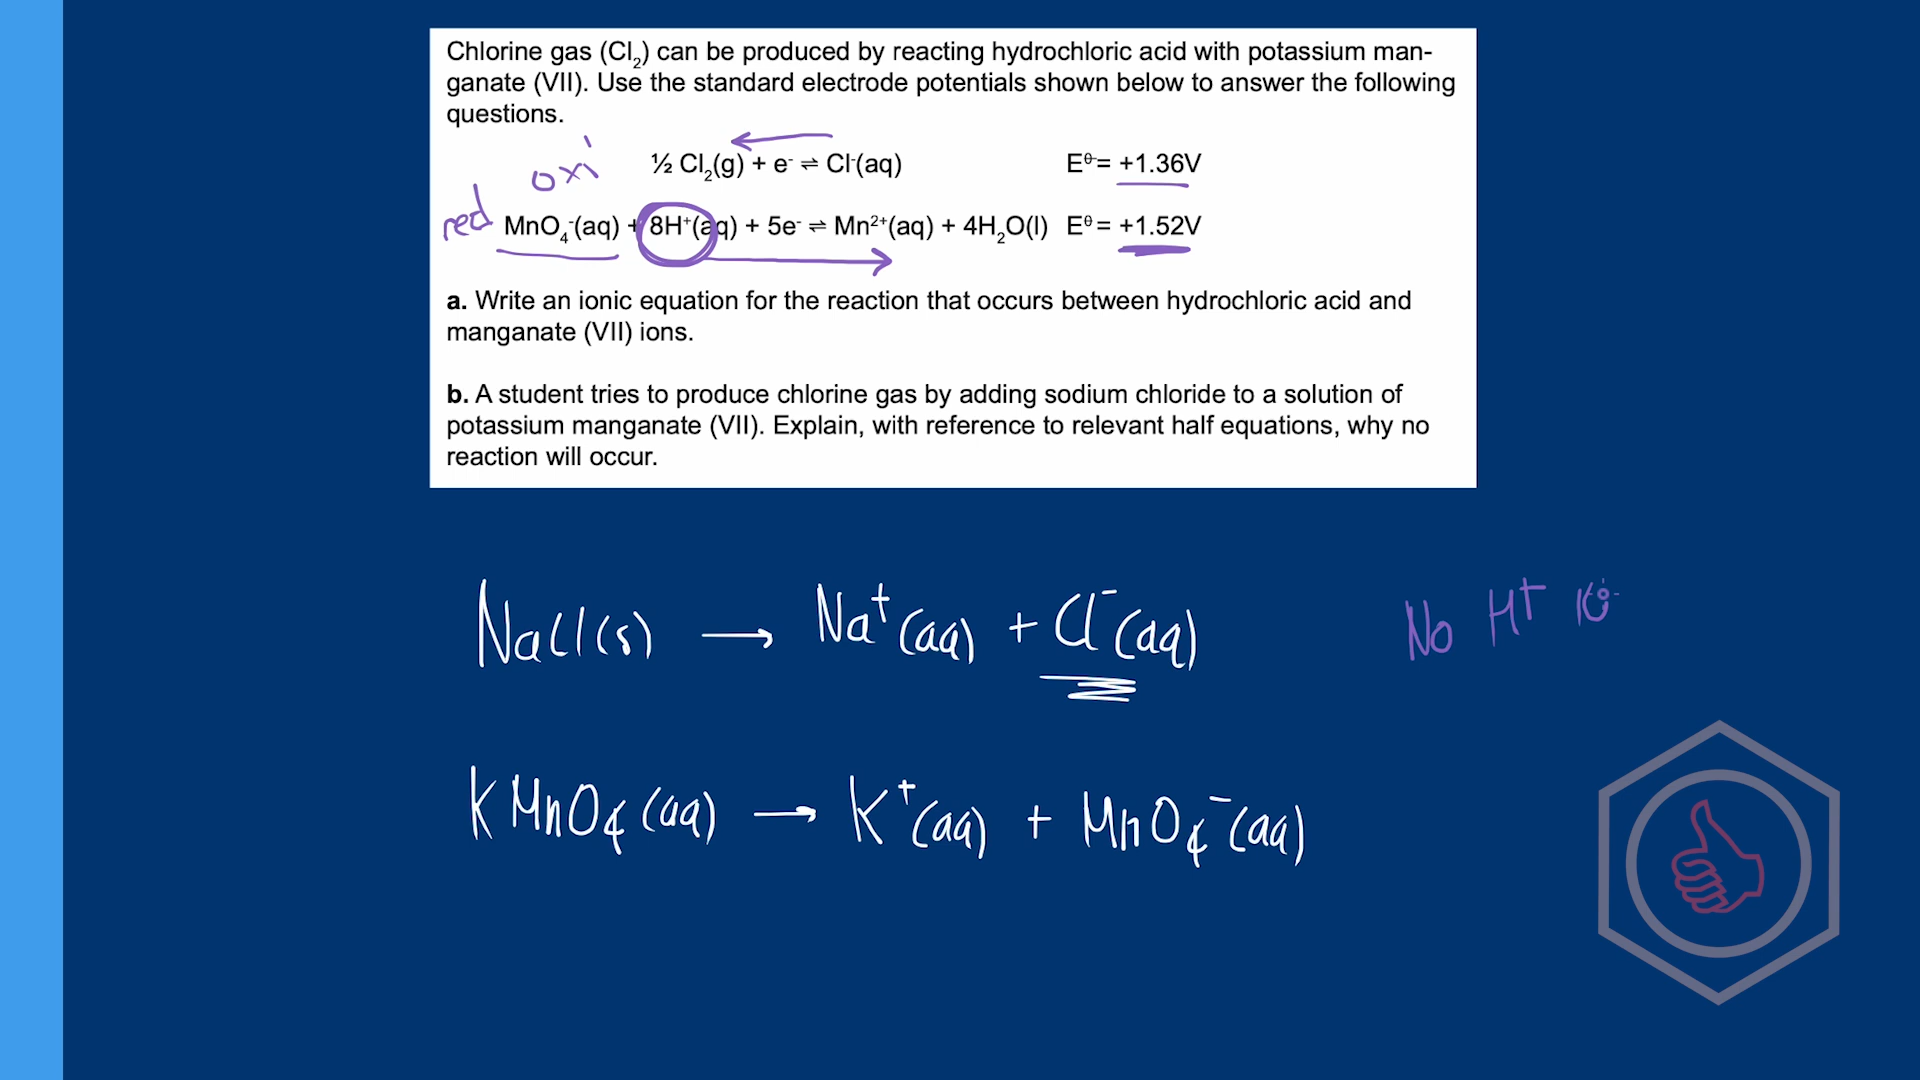 Chlorine gas (Cl₂) can be produced by reacting hydrochloric acid with potassium man-
ganate (VII). Use the standard electrode potentials shown below to answer the following
questions.
oxi
½ Cl₂(g) + e⁻ ⇌ Cl⁻(aq) E⁰= +1.36V
red MnO₄⁻(aq) + 8H⁺(aq) + 5e⁻ ⇌ Mn²⁺(aq) + 4H₂O(l) E⁰= +1.52V
a. Write an ionic equation for the reaction that occurs between hydrochloric acid and
manganate (VII) ions.
b. A student tries to produce chlorine gas by adding sodium chloride to a solution of
potassium manganate (VII). Explain, with reference to relevant half equations, why no
reaction will occur.
NaCl(s) → Na⁺(aq) + Cl⁻(aq) No H⁺
KMnO₄(aq) → K⁺(aq) + MnO₄⁻(aq)